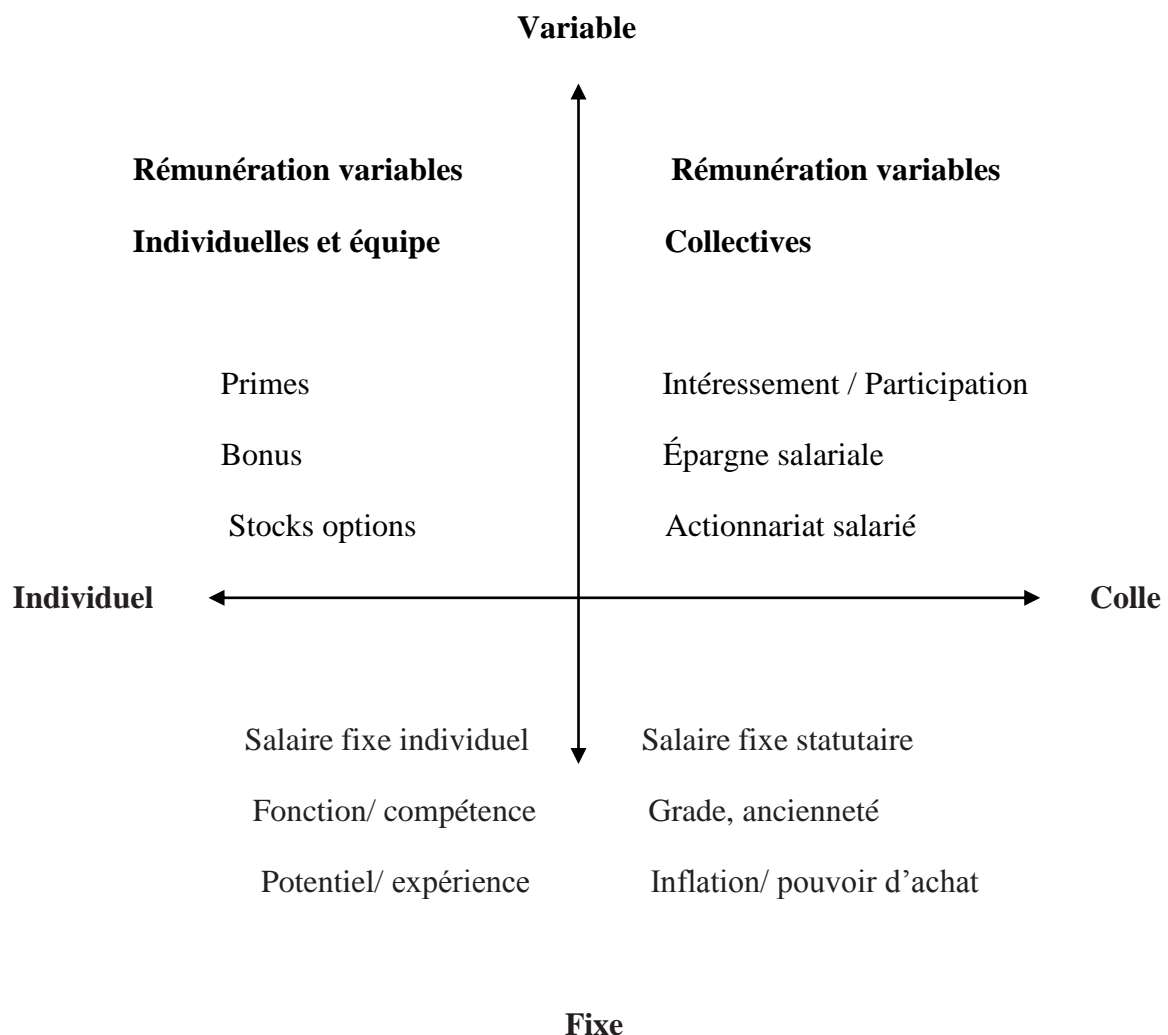 Variable
Rémunération variables
Individuelles et équipe
Primes
Bonus
Stocks options
Rémunération variables
Collectives
Intéressement / Participation
Épargne salariale
Actionnariat salarié
Individuel
Colle
Salaire fixe individuel
Fonction/ compétence
Potentiel/ expérience
Salaire fixe statutaire
Grade, ancienneté
Inflation/ pouvoir d’achat
Fixe